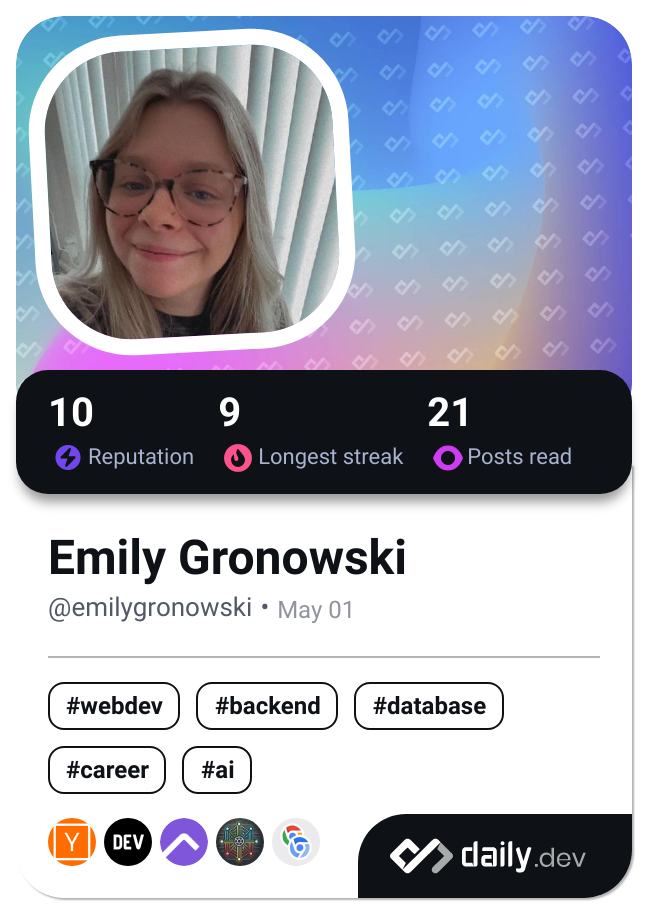 10 9 21
Reputation Longest streak Posts read
Emily Gronowski
@emilygronowski • May 01
#webdev #backend #database
#career #ai
Y DEV
daily.dev